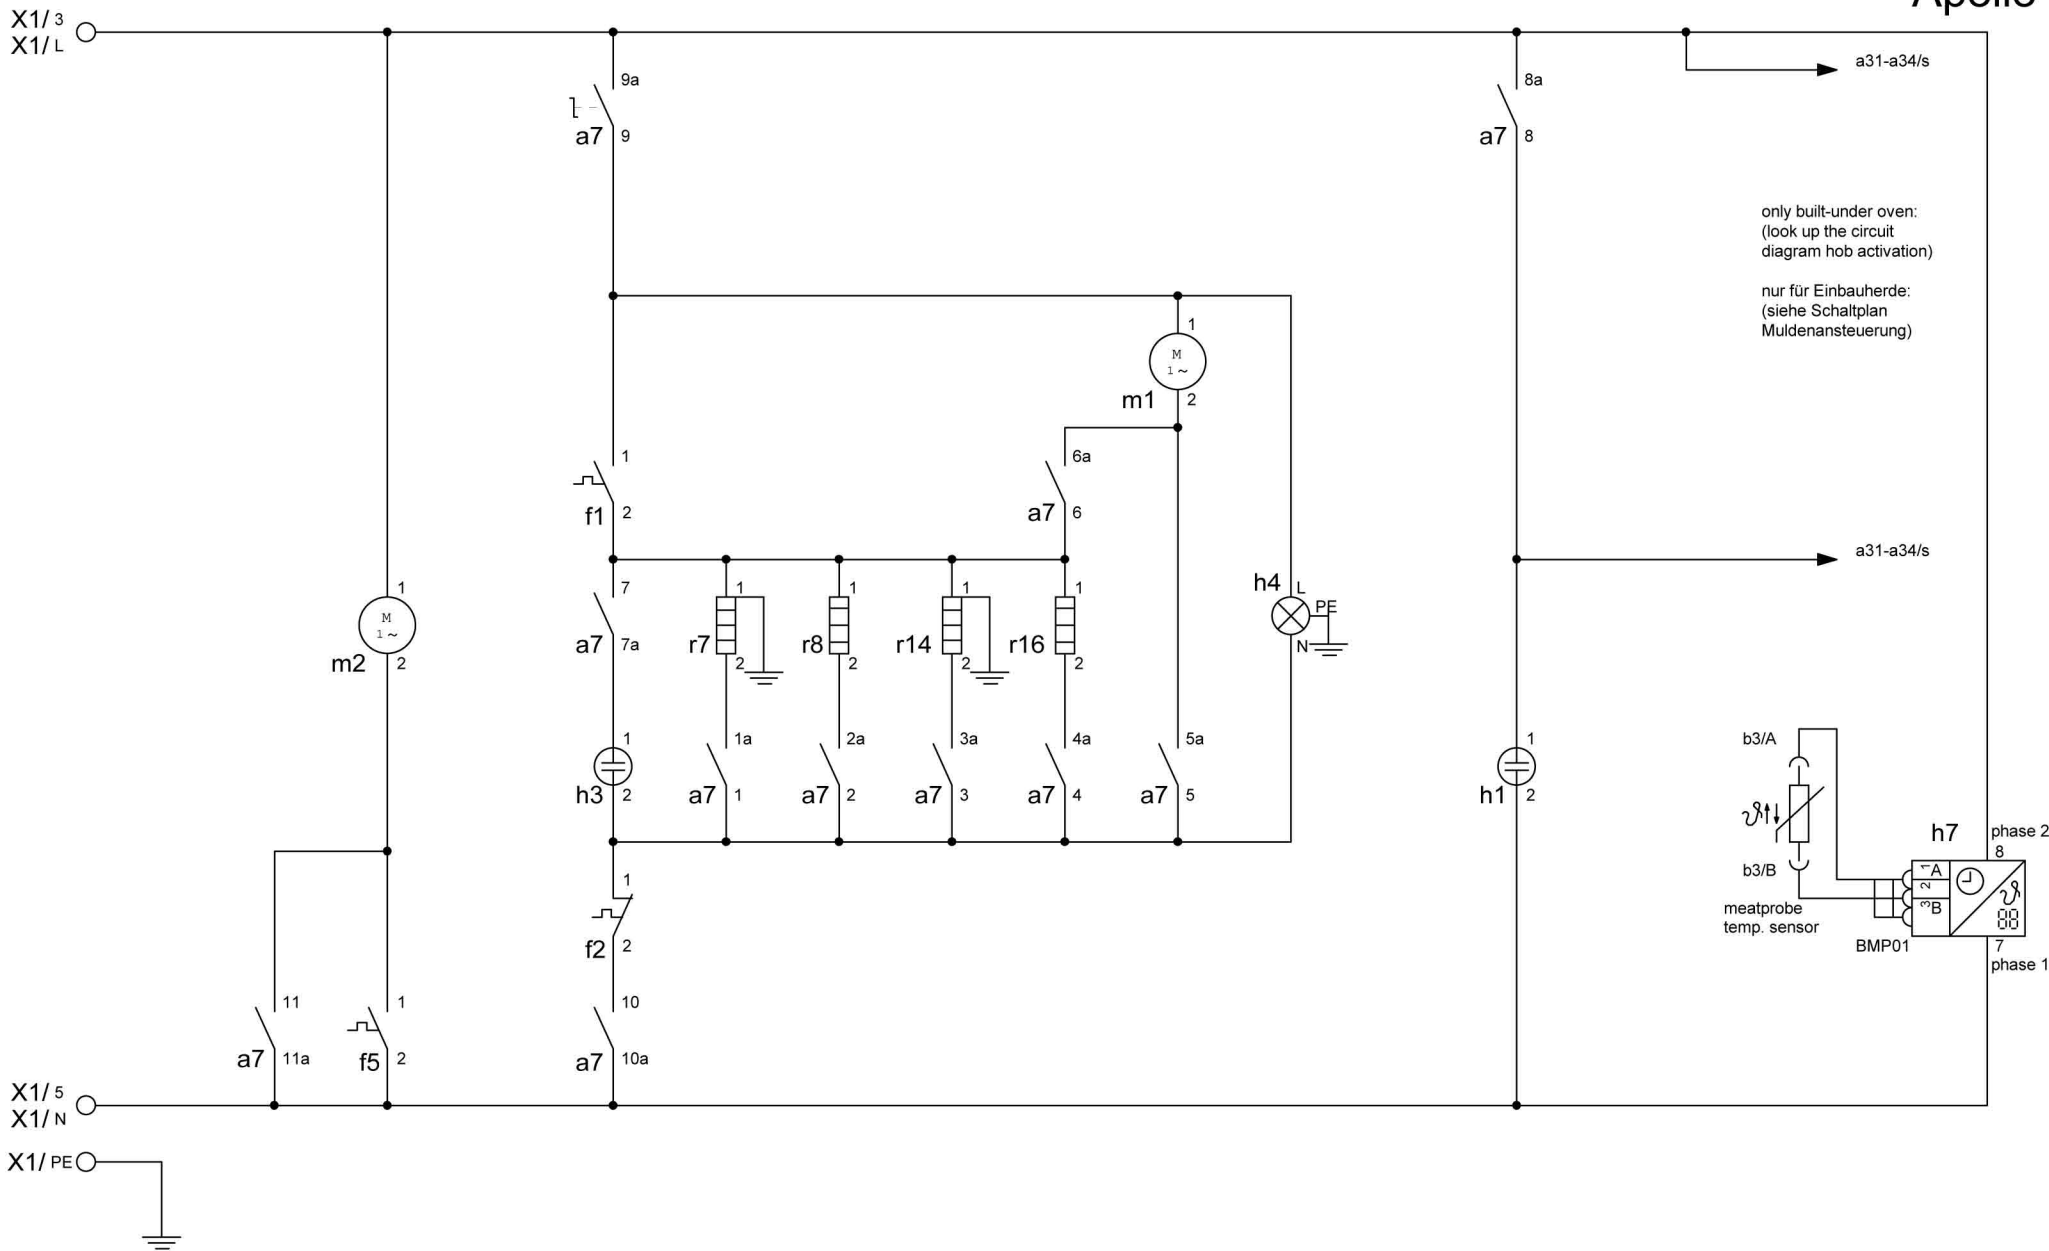 Apollo
X1/ 3
X1/ L
9a
a7 9
8a
a7 8
a31-a34/s
only built-under oven:
(look up the circuit
diagram hob activation)
nur für Einbauherde:
(siehe Schaltplan
Muldenansteuerung)
1
M
1 ~
m1 2
1
f1 2
6a
a7 6
a31-a34/s
1
M
1 ~
m2 2
7
a7 7a
1
r7
2
1
r8
2
1
r14
2
1
r16
2
h4 L
PE
N
1
h3 2
1a
a7 1
2a
a7 2
3a
a7 3
4a
a7 4
5a
a7 5
1
h1 2
b3/A
b3/B
meatprobe
temp. sensor
h7
phase 2
8
1 A
2
3 B
88
BMP01
7
phase 1
1
f2 2
11
a7 11a
1
f5 2
10
a7 10a
X1/ 5
X1/ N
X1/ PE